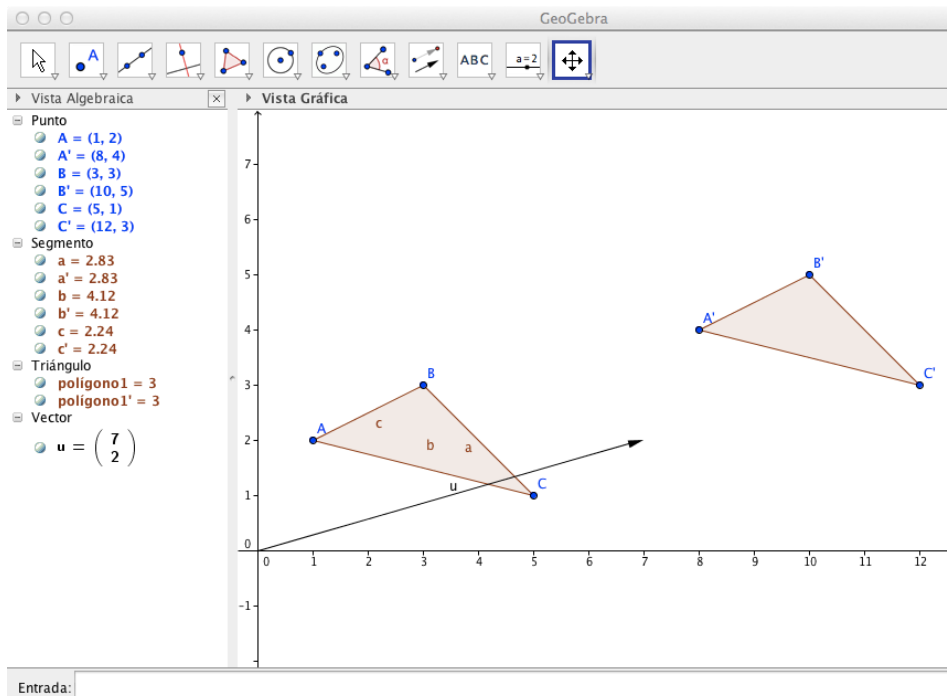 GeoGebra
A
α
ABC
a=2
Vista Algebraica
Vista Gráfica
Punto
A = (1, 2)
A' = (8, 4)
B = (3, 3)
B' = (10, 5)
C = (5, 1)
C' = (12, 3)
Segmento
a = 2.83
a' = 2.83
b = 4.12
b' = 4.12
c = 2.24
c' = 2.24
Triángulo
polígono1 = 3
polígono1' = 3
Vector
u = ( 7 2 )
7
6
5
4
3
2
1
0
-1
0 1 2 3 4 5 6 7 8 9 10 11 12
A
B
C
c
b
a
u
A'
B'
C'
Entrada: